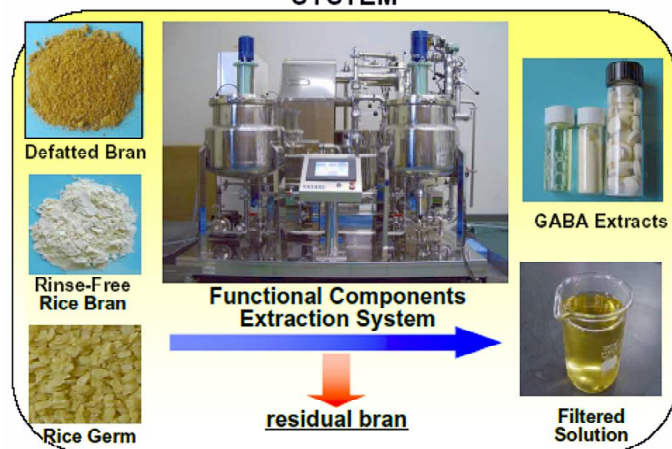 SYSTEM
Defatted Bran
Rinse-Free
Rice Bran
Rice Germ
Functional Components
Extraction System
residual bran
GABA Extracts
Filtered
Solution